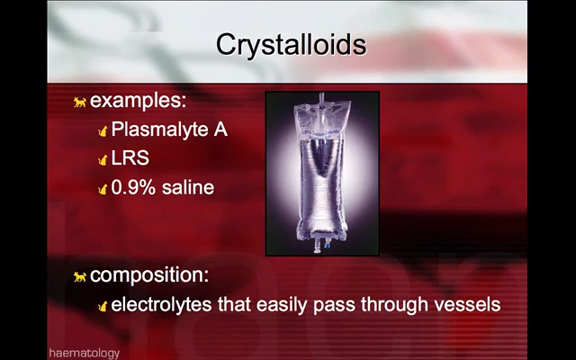 Crystalloids
examples:
Plasmalyte A
LRS
0.9% saline
composition:
electrolytes that easily pass through vessels
haematology